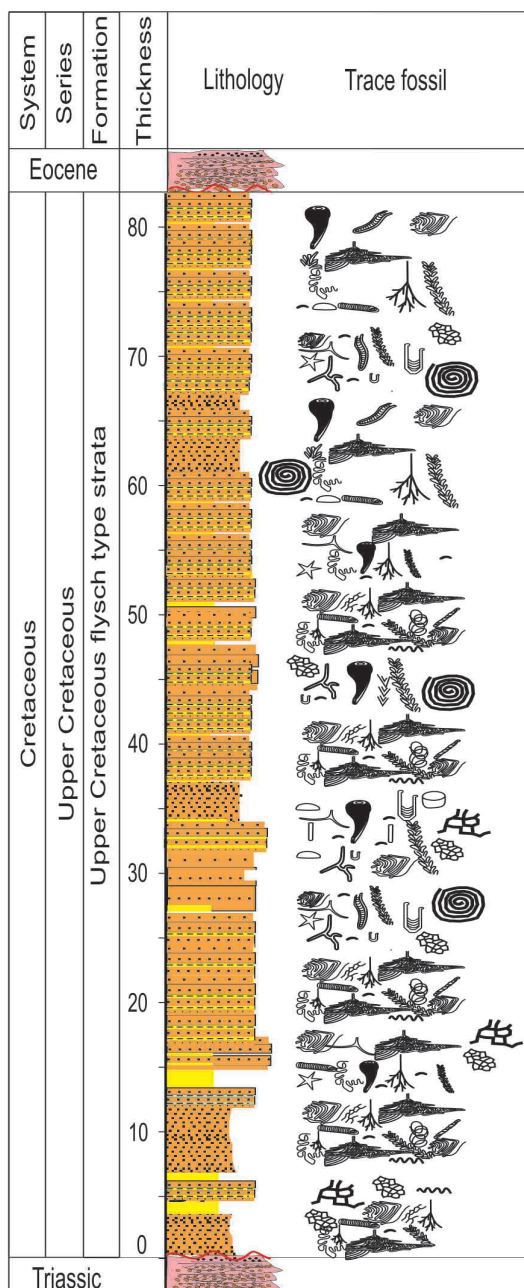 System
Series
Formation
Thickness
Lithology
Trace fossil
Eocene
80
70
60
50
40
30
20
10
0
Cretaceous
Upper Cretaceous
Upper Cretaceous flysch type strata
Triassic